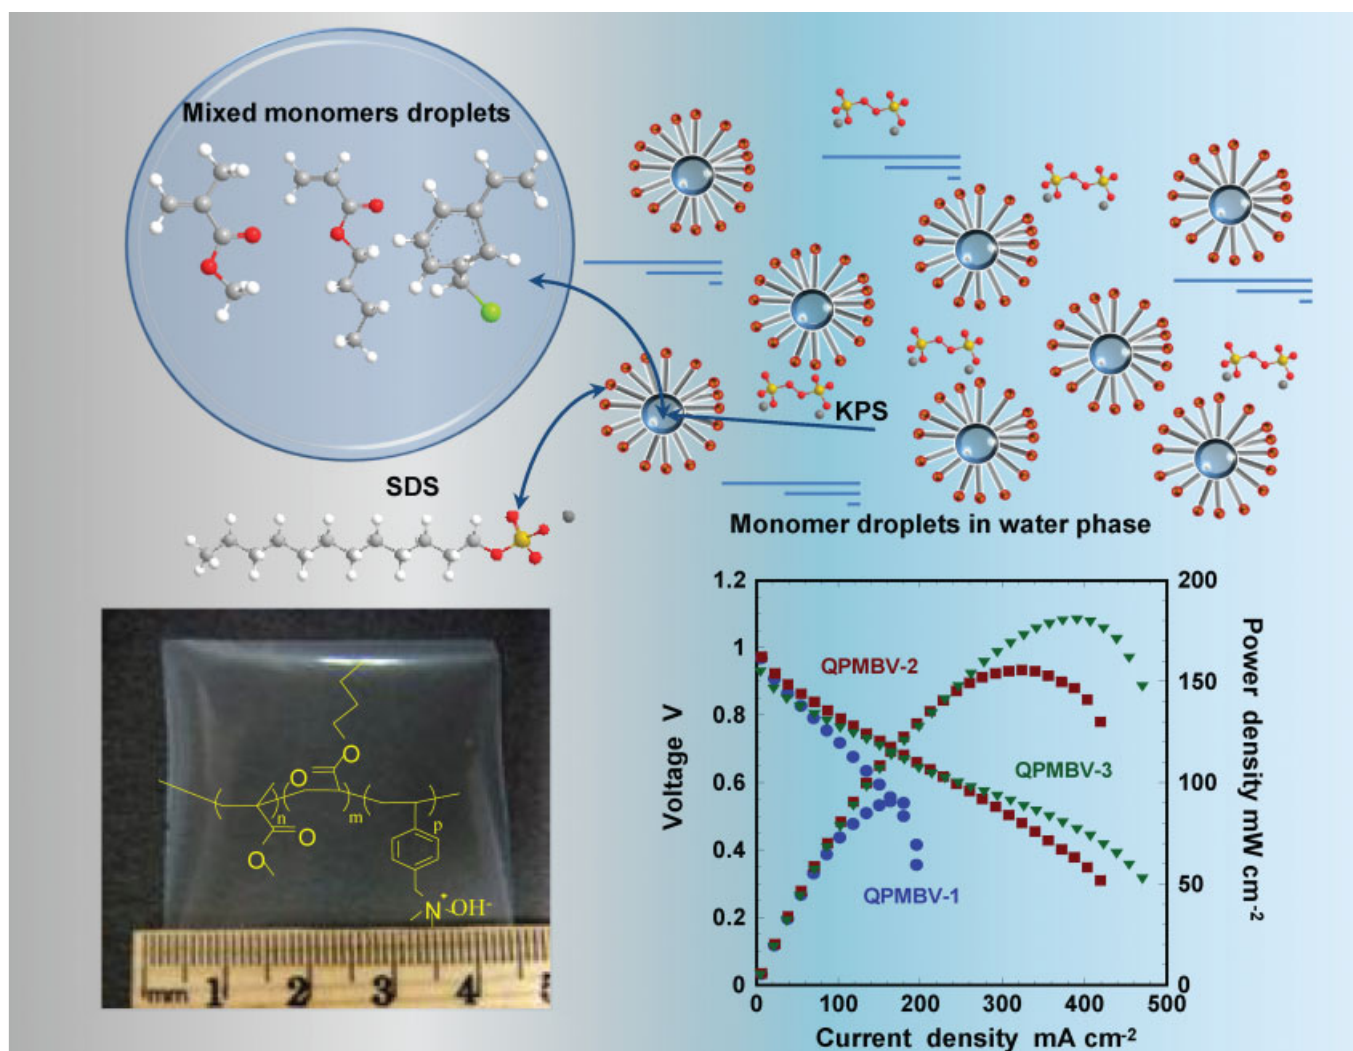 Mixed monomers droplets
KPS
SDS
Monomer droplets in water phase
O
O
n
m
p
O
O
N
+
OH-
mm 1 2 3 4 5
1.2
1
0.8
0.6
0.4
0.2
0
Voltage V
200
150
100
50
0
Power density mW cm-2
QPMBV-2
QPMBV-3
QPMBV-1
0 100 200 300 400 500
Current density mA cm-2